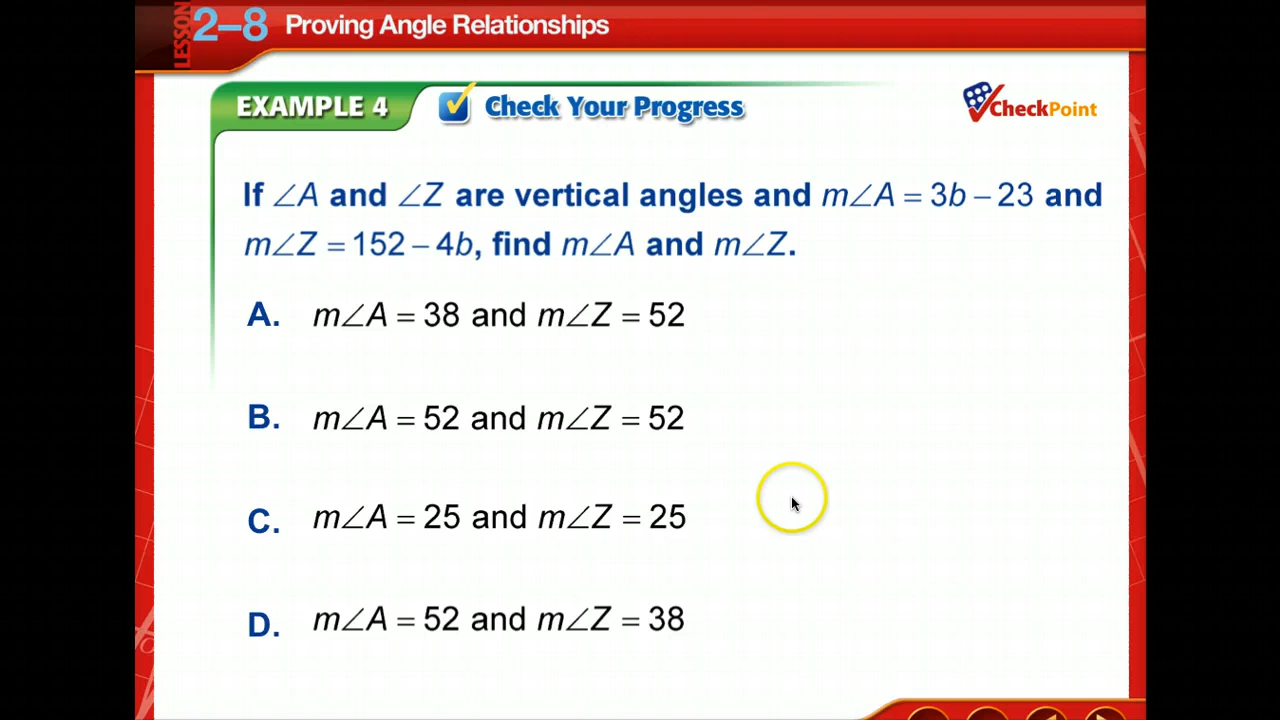 LESSON 2–8 Proving Angle Relationships
EXAMPLE 4 Check Your Progress CheckPoint
If ∠A and ∠Z are vertical angles and m∠A = 3b – 23 and
m∠Z = 152 – 4b, find m∠A and m∠Z.
A. m∠A = 38 and m∠Z = 52
B. m∠A = 52 and m∠Z = 52
C. m∠A = 25 and m∠Z = 25
D. m∠A = 52 and m∠Z = 38